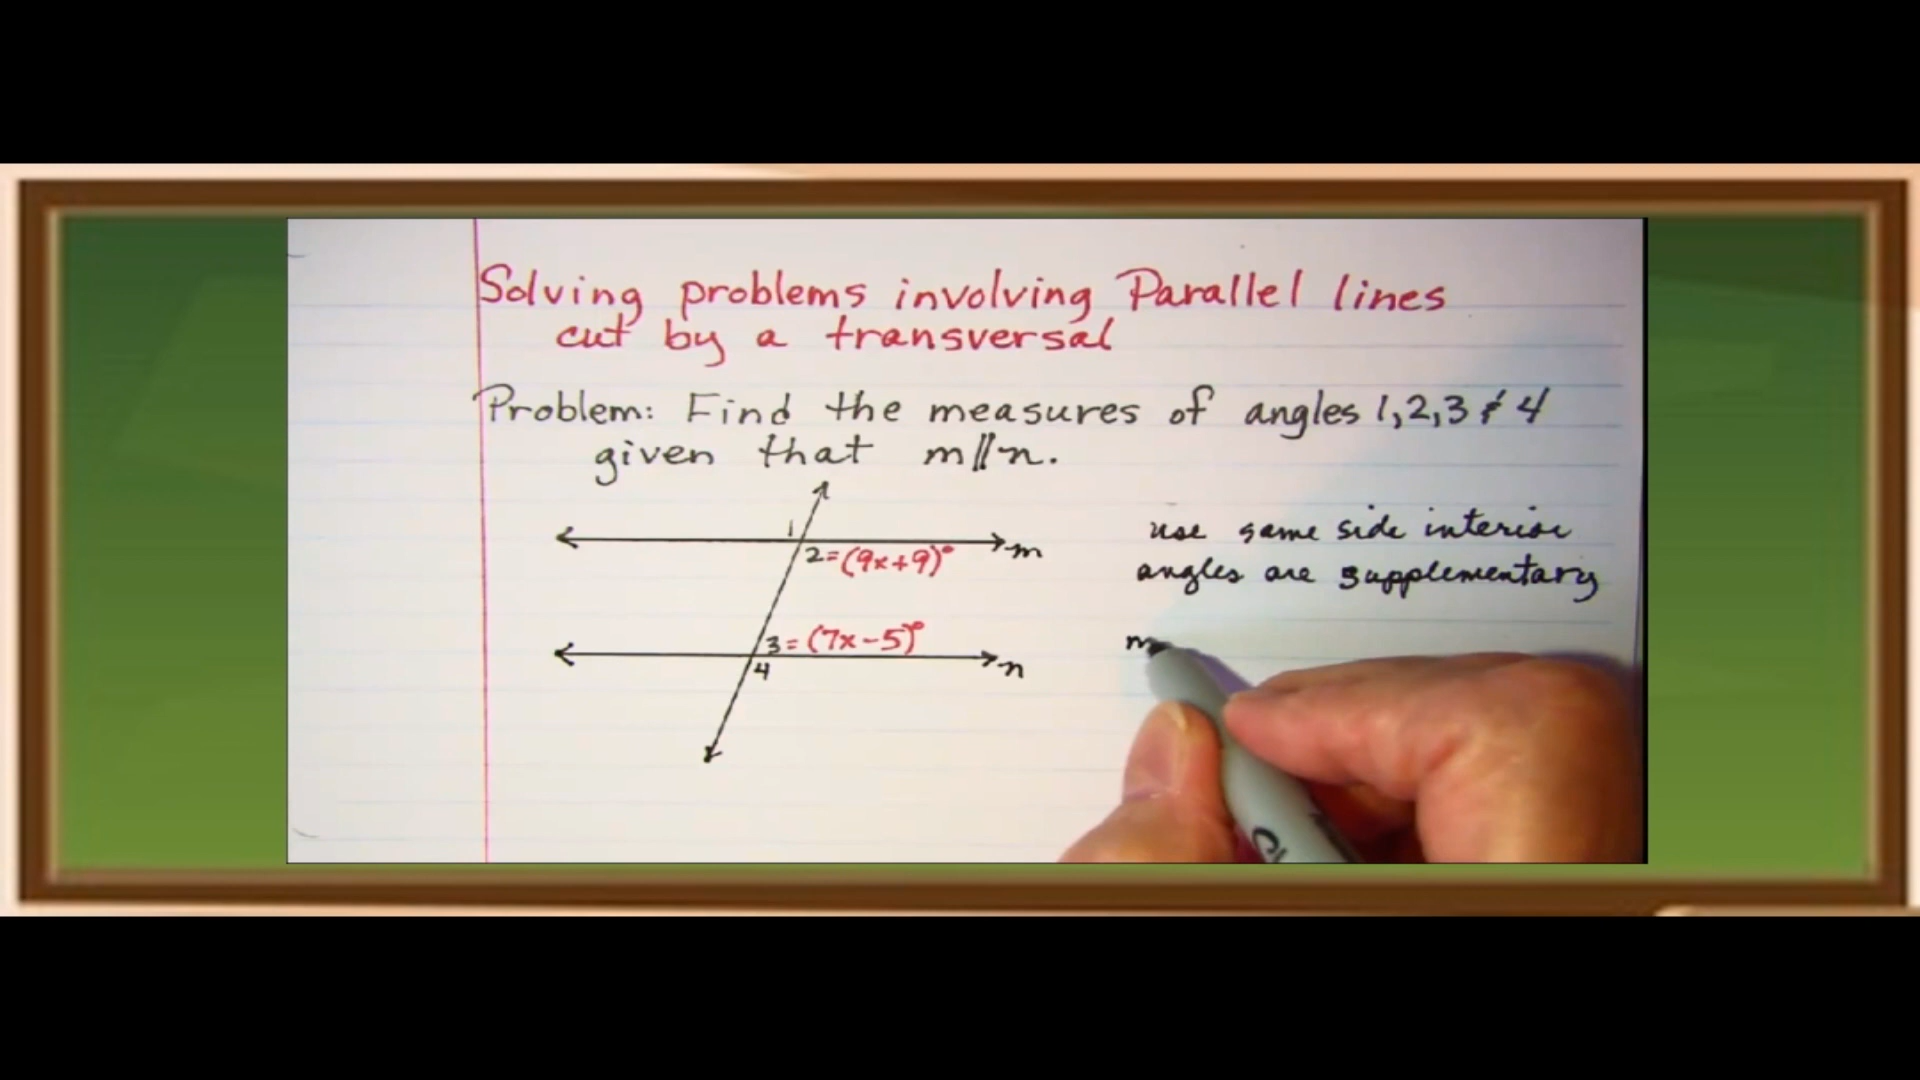 Solving problems involving Parallel lines
cut by a transversal
Problem: Find the measures of angles 1,2,3 & 4
given that m//n.
1
m
2=(9x+9)°
3=(7x-5)°
4
n
use same side interior
angles are supplementary
m